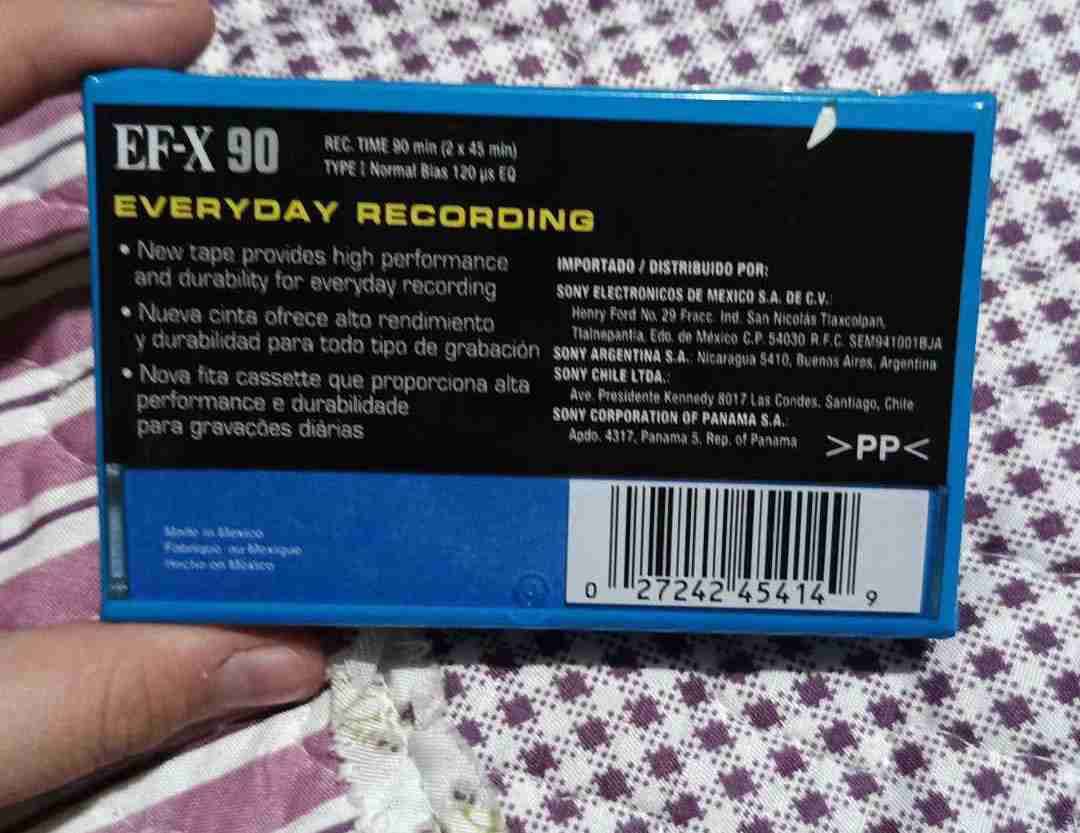 EF-X 90
REC. TIME 90 min (2 x 45 min)
TYPE I Normal Bias 120 µs EQ
EVERYDAY RECORDING
• New tape provides high performance
and durability for everyday recording
• Nueva cinta ofrece alto rendimiento
y durabilidad para todo tipo de grabación
• Nova fita cassette que proporciona alta
performance e durabilidade
para gravacões diárias
IMPORTADO / DISTRIBUIDO POR:
SONY ELECTRONICOS DE MEXICO S.A. DE C.V.:
Henry Ford No. 29 Fracc. Ind. San Nicolás Tlaxcolpan,
Tlalnepantla, Edo. de México C.P. 54030 R.F.C. SEM941001BJA
SONY ARGENTINA S.A.: Nicaragua 5410, Buenos Aires, Argentina
SONY CHILE LTDA.:
Ave. Presidente Kennedy 8017 Las Condes, Santiago, Chile
SONY CORPORATION OF PANAMA S.A.:
Apdo. 4317, Panama 5, Rep. of Panama
>PP<
Made in Mexico
Fabriqué au Mexique
Hecho en México
0 27242 45414 9